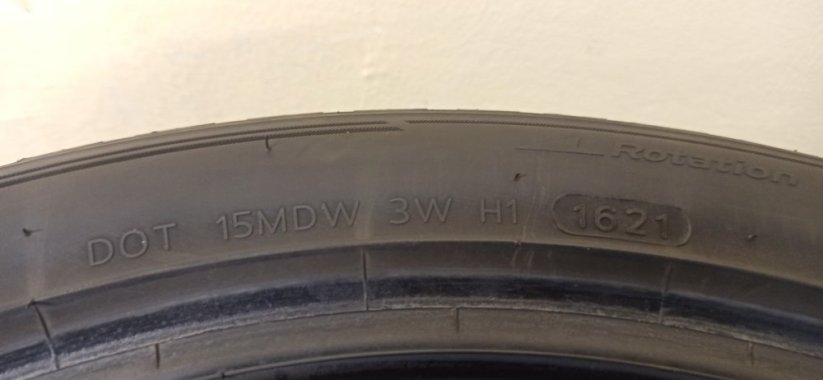 Rotation
DOT 15MDW 3W H1 1621